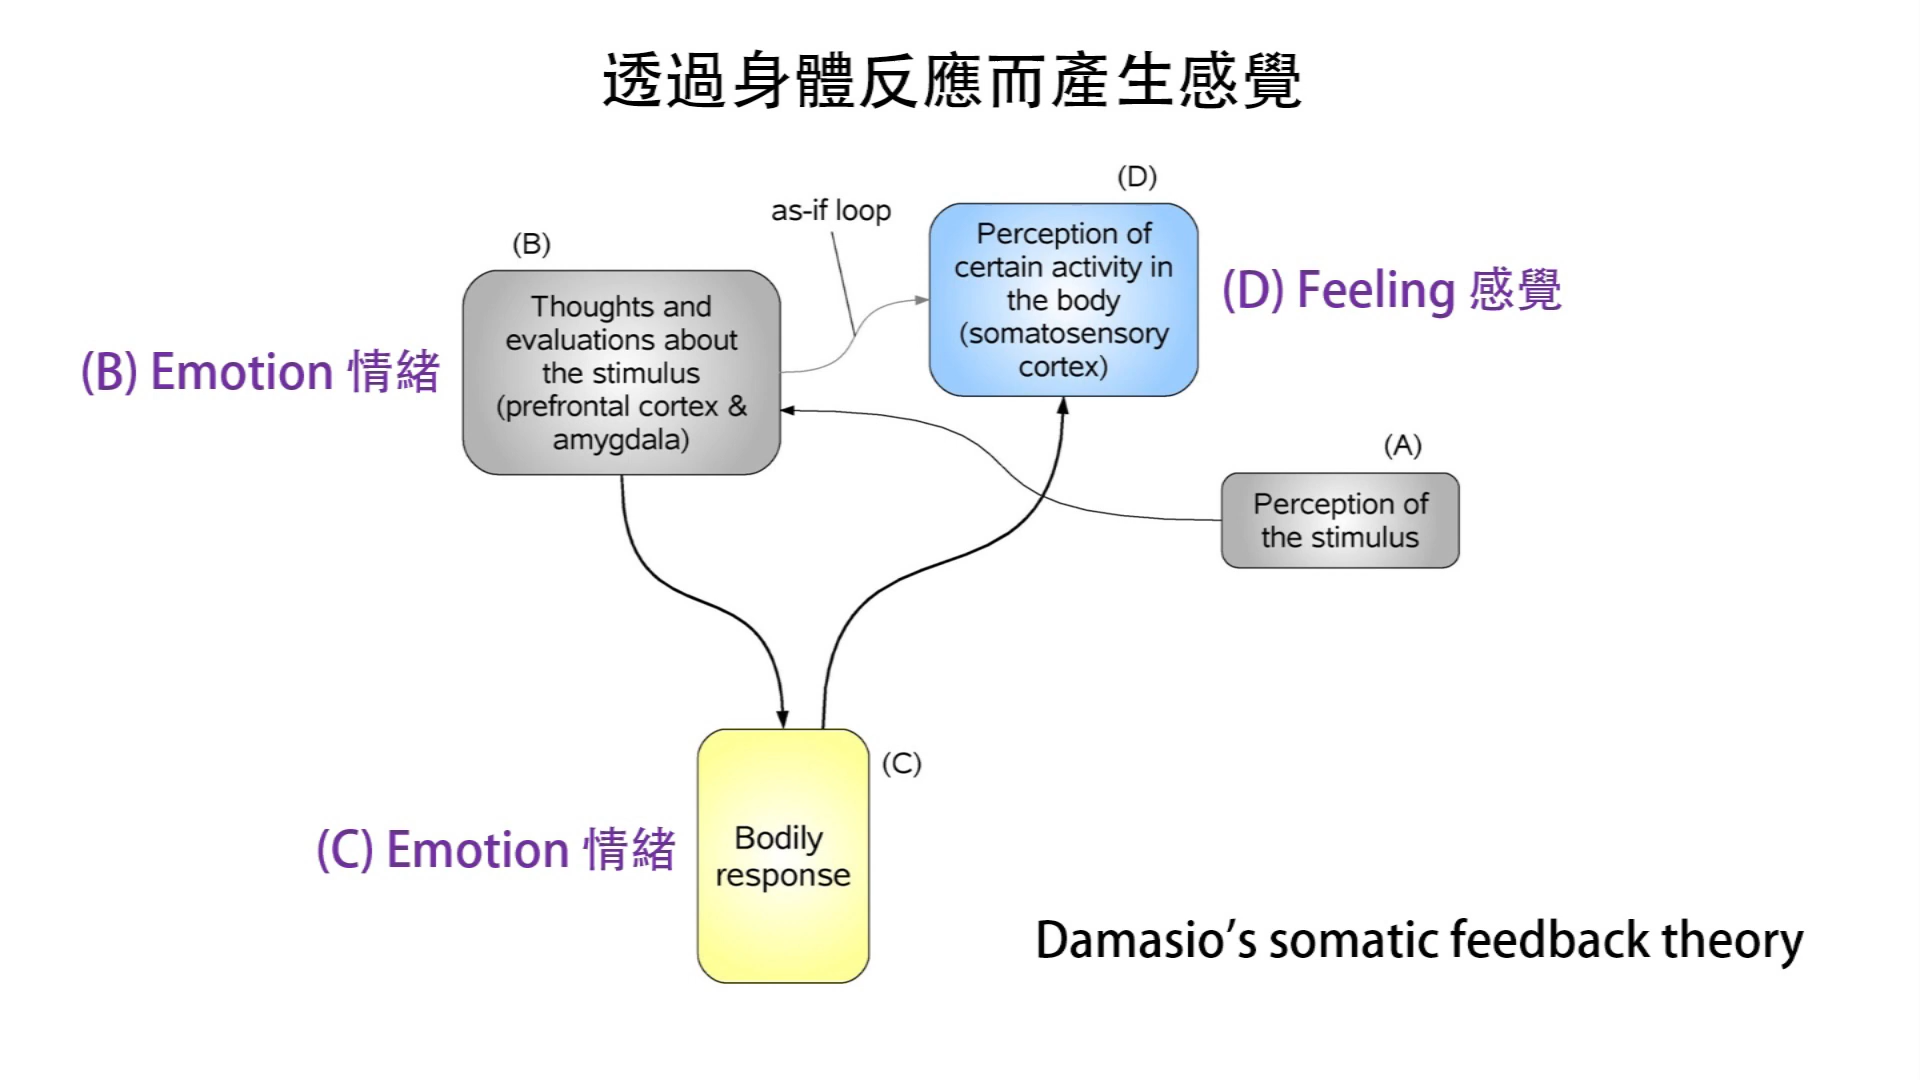 透過身體反應而產生感覺
(D)
as-if loop
(B)
Perception of
certain activity in
the body
(somatosensory
cortex)
(D) Feeling 感覺
Thoughts and
evaluations about
the stimulus
(prefrontal cortex &
amygdala)
(B) Emotion 情緒
(A)
Perception of
the stimulus
(C)
Bodily
response
(C) Emotion 情緒
Damasio’s somatic feedback theory